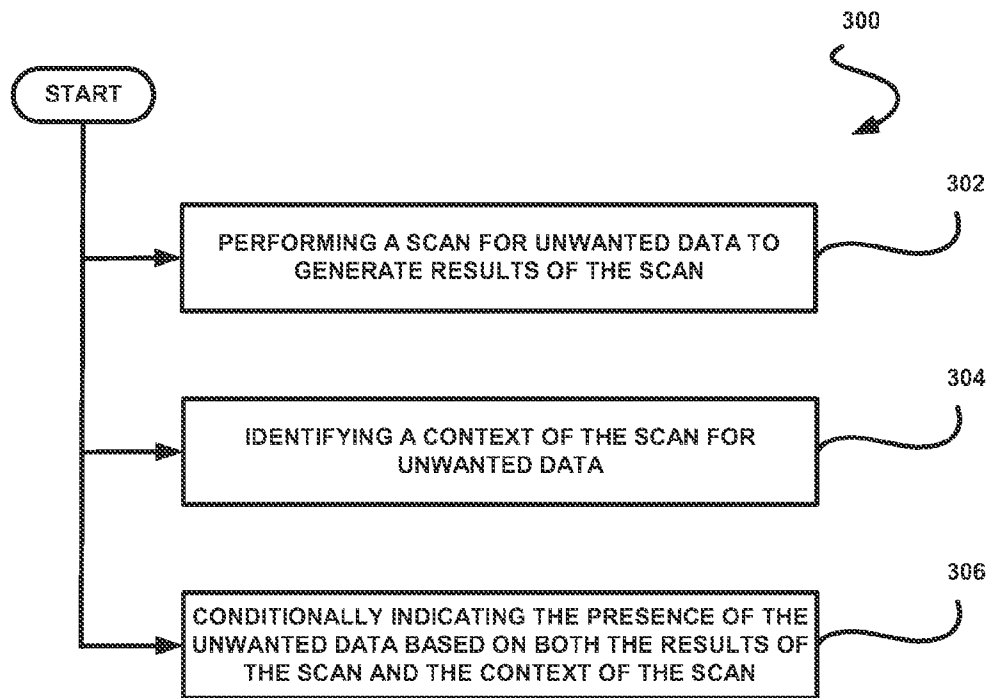 300
START
302
PERFORMING A SCAN FOR UNWANTED DATA TO
GENERATE RESULTS OF THE SCAN
304
IDENTIFYING A CONTEXT OF THE SCAN FOR
UNWANTED DATA
306
CONDITIONALLY INDICATING THE PRESENCE OF THE
UNWANTED DATA BASED ON BOTH THE RESULTS OF
THE SCAN AND THE CONTEXT OF THE SCAN